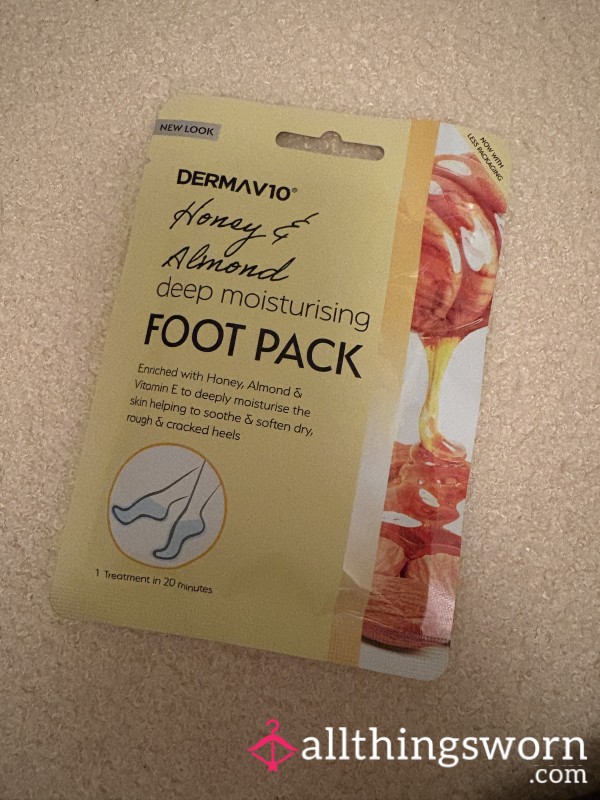 NEW LOOK
NOW WITH
LESS PACKAGING
DERMAV10®
Honey &
Almond
deep moisturising
FOOT PACK
Enriched with Honey, Almond &
Vitamin E to deeply moisturise the
skin helping to soothe & soften dry,
rough & cracked heels
1 Treatment in 20 minutes
allthingsworn
.com